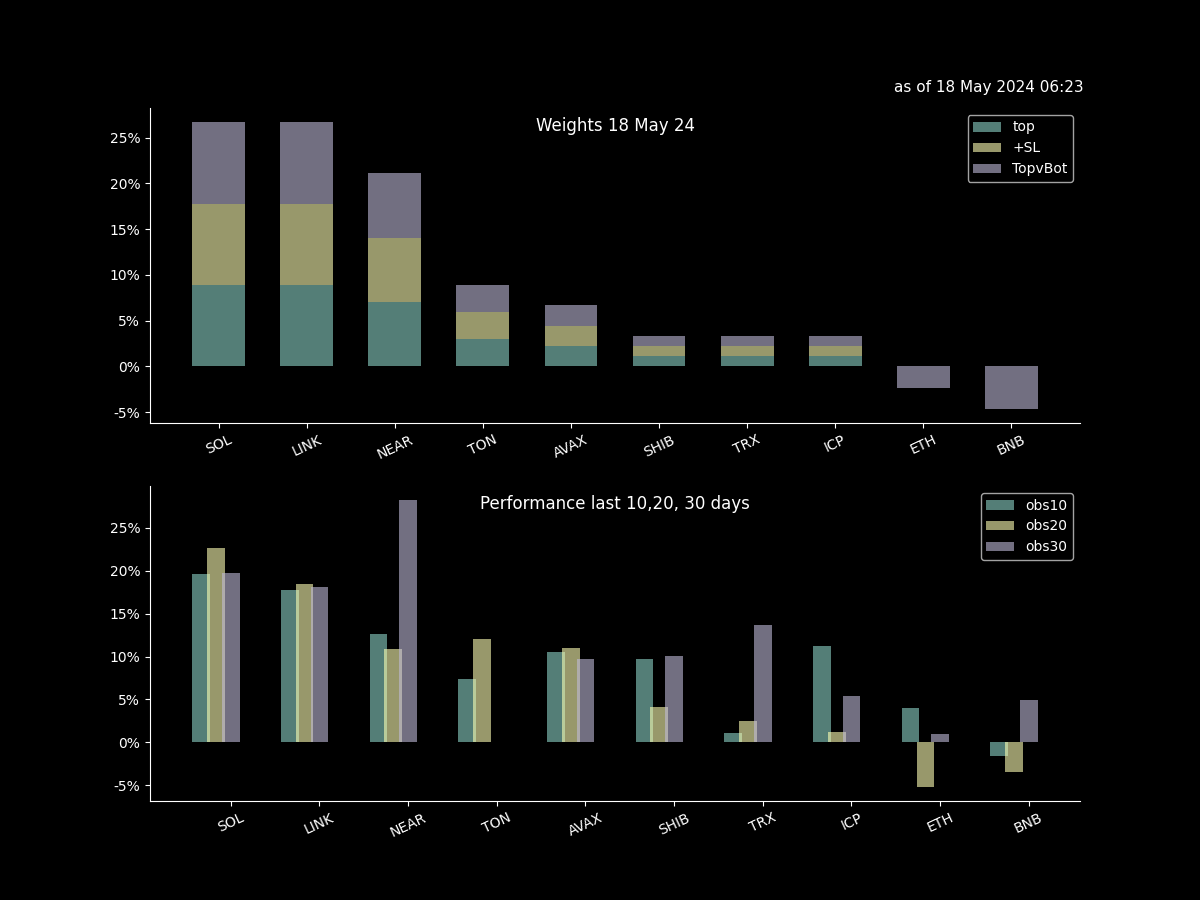 as of 18 May 2024 06:23
Weights 18 May 24
top
+SL
TopvBot
25%
20%
15%
10%
5%
0%
-5%
SOL LINK NEAR TON AVAX SHIB TRX ICP ETH BNB
Performance last 10,20, 30 days
obs10
obs20
obs30
25%
20%
15%
10%
5%
0%
-5%
SOL LINK NEAR TON AVAX SHIB TRX ICP ETH BNB